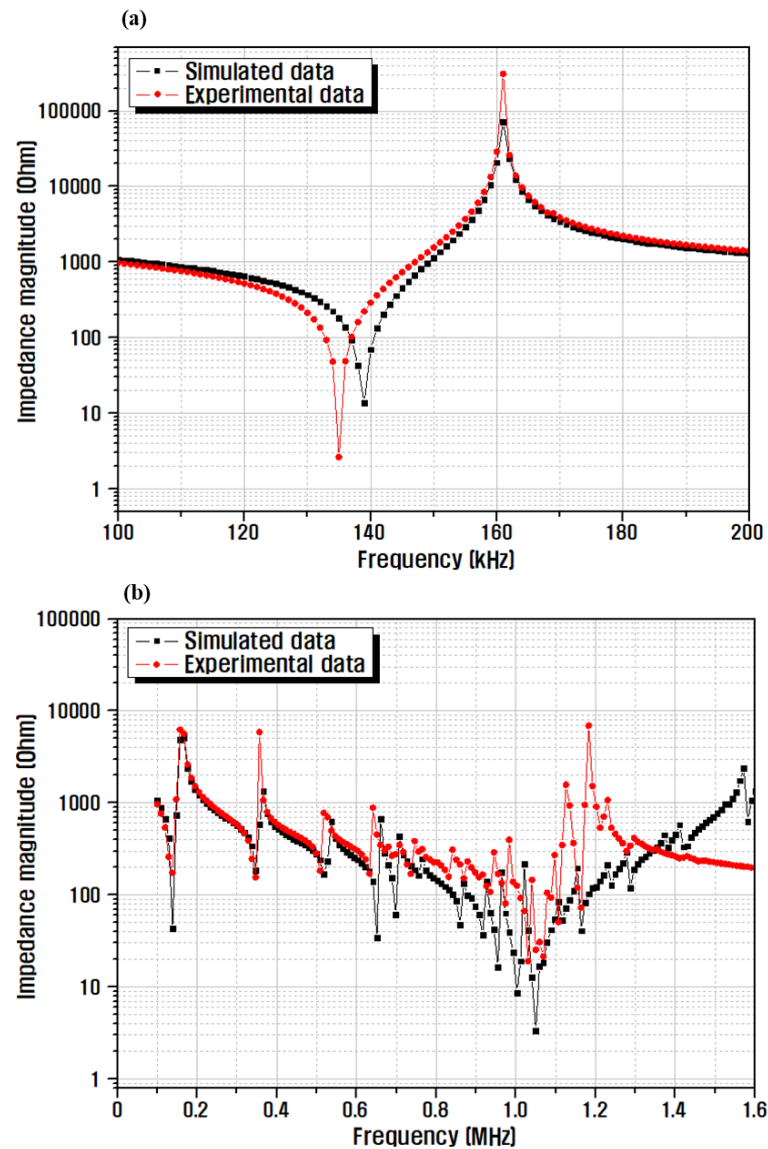 (a)
Simulated data
Experimental data
Impedance magnitude (Ohm)
100000
10000
1000
100
10
1
100 120 140 160 180 200
Frequency (kHz)
(b)
Simulated data
Experimental data
Impedance magnitude (Ohm)
100000
10000
1000
100
10
1
0 0.2 0.4 0.6 0.8 1.0 1.2 1.4 1.6
Frequency (MHz)